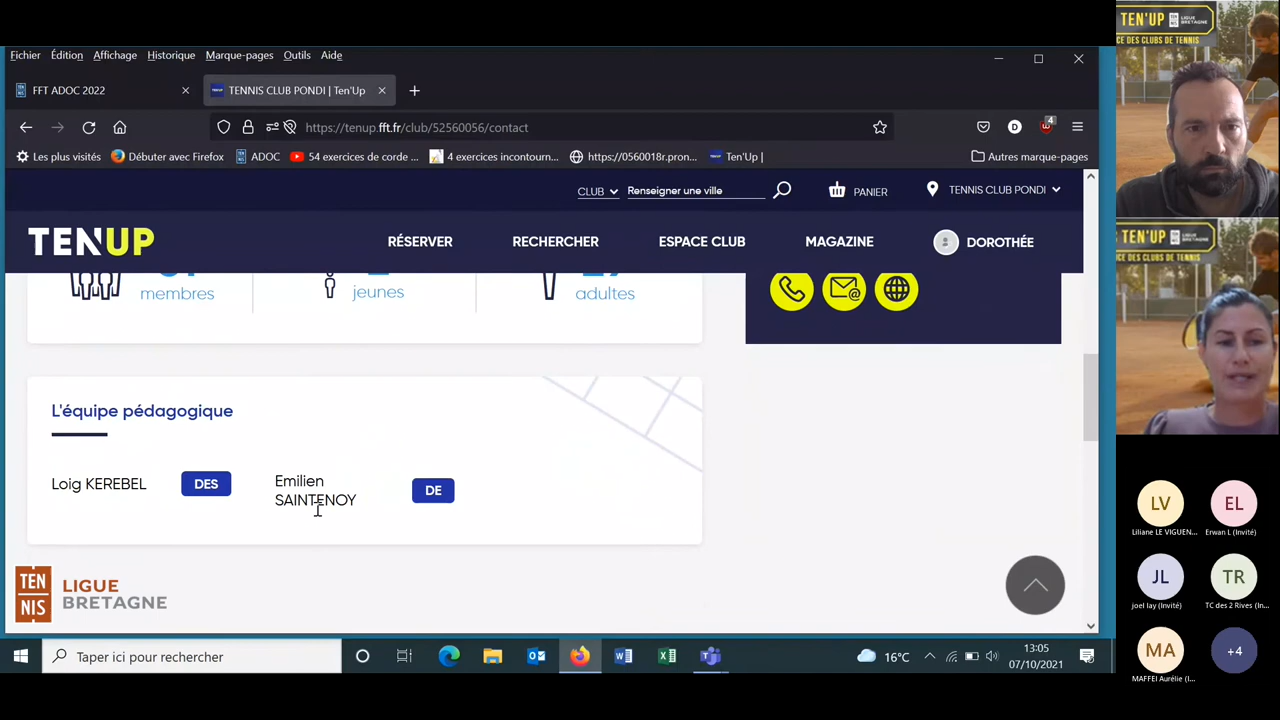 Fichier Édition Affichage Historique Marque-pages Outils Aide
FFT ADOC 2022
TENNIS CLUB PONDI | Ten'Up
https://tenup.fft.fr/club/52560056/contact
4
D
Les plus visités
Débuter avec Firefox
ADOC
54 exercices de corde ...
4 exercices incontourn...
https://0560018r.pron...
Ten'Up |
Autres marque-pages
CLUB
Renseigner une ville
PANIER
TENNIS CLUB PONDI
TEN'UP
RÉSERVER
RECHERCHER
ESPACE CLUB
MAGAZINE
DOROTHÉE
membres
jeunes
adultes
L'équipe pédagogique
Loig KEREBEL
DES
Emilien
SAINTENOY
DE
TEN
NIS
LIGUE
BRETAGNE
Taper ici pour rechercher
16°C
13:05
07/10/2021
TEN'UP
LIGUE
BRETAGNE
CE DES CLUBS DE TENNIS
TEN'UP
LIGUE
BRETAGNE
CE DES CLUBS DE TENNIS
LV
Liliane LE VIGUEN...
EL
Erwan L (Invité)
JL
joel lay (Invité)
TR
TC des 2 Rives (In...
MA
MAFFEI Aurélie (I...
+4